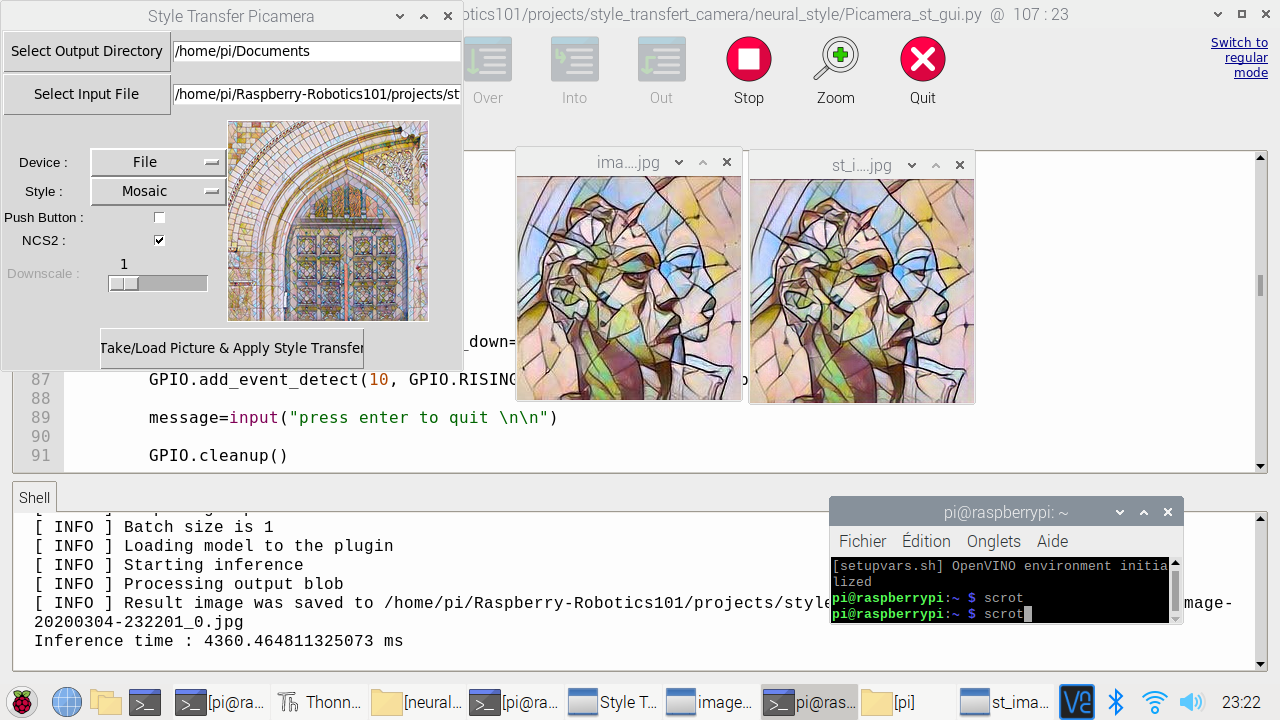 Style Transfer Picamera
botics101/projects/style_transfert_camera/neural_style/Picamera_st_gui.py @ 107 : 23
Select Output Directory
/home/pi/Documents
Select Input File
/home/pi/Raspberry-Robotics101/projects/st
Over
Into
Out
Stop
Zoom
Quit
Switch to
regular
mode
Device :
File
Style :
Mosaic
Push Button :
NCS2 :
Downscale :
1
Take/Load Picture & Apply Style Transfer
ima....jpg
st_i....jpg
_down=
87 GPIO.add_event_detect(10, GPIO.RISING
88
89 message=input("press enter to quit \n\n")
90
91 GPIO.cleanup()
Shell
[ INFO ] Batch size is 1
[ INFO ] Loading model to the plugin
[ INFO ] Starting inference
[ INFO ] Processing output blob
[ INFO ] Result image was saved to /home/pi/Raspberry-Robotics101/projects/style
mage-
Inference time : 4360.464811325073 ms
pi@raspberrypi: ~
Fichier Édition Onglets Aide
[setupvars.sh] OpenVINO environment initia
lized
pi@raspberrypi:~ $ scrot
pi@raspberrypi:~ $ scrot
[pi@ra...
Thonn...
[neural...
[pi@ra...
Style T...
image...
pi@ras...
[pi]
st_ima...
23:22